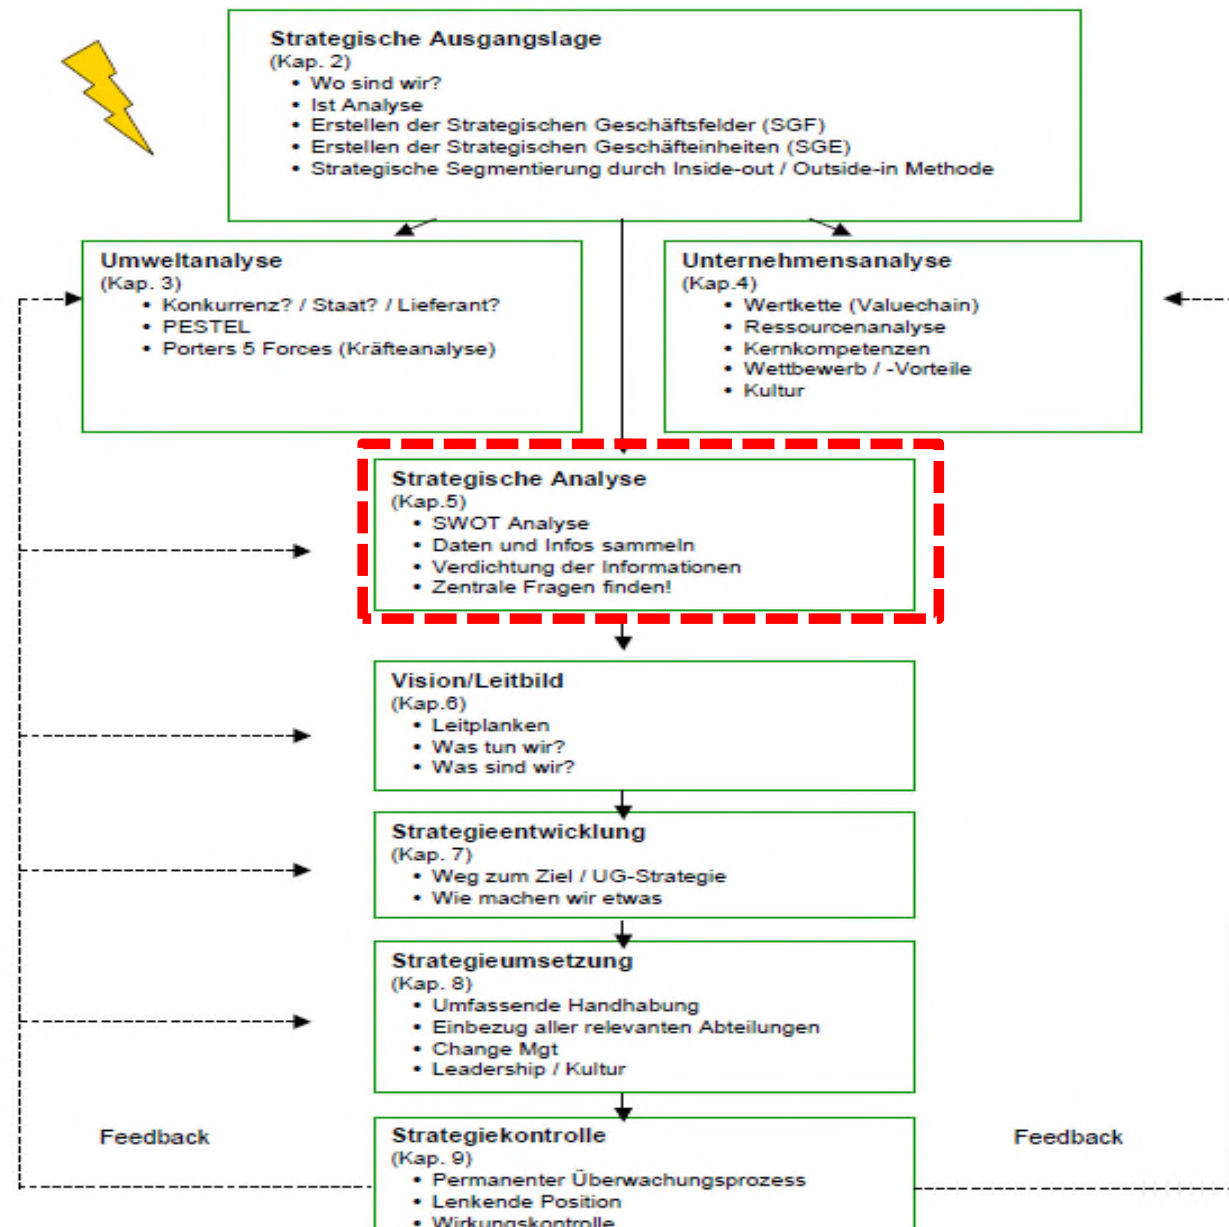 Strategische Ausgangslage
(Kap. 2)
• Wo sind wir?
• Ist Analyse
• Erstellen der Strategischen Geschäftsfelder (SGF)
• Erstellen der Strategischen Geschäfteinheiten (SGE)
• Strategische Segmentierung durch Inside-out / Outside-in Methode
Umweltanalyse
(Kap. 3)
• Konkurrenz? / Staat? / Lieferant?
• PESTEL
• Porters 5 Forces (Kräfteanalyse)
Unternehmensanalyse
(Kap.4)
• Wertkette (Valuechain)
• Ressourcenanalyse
• Kernkompetenzen
• Wettbewerb / -Vorteile
• Kultur
Strategische Analyse
(Kap.5)
• SWOT Analyse
• Daten und Infos sammeln
• Verdichtung der Informationen
• Zentrale Fragen finden!
Vision/Leitbild
(Kap.6)
• Leitplanken
• Was tun wir?
• Was sind wir?
Strategieentwicklung
(Kap. 7)
• Weg zum Ziel / UG-Strategie
• Wie machen wir etwas
Strategieumsetzung
(Kap. 8)
• Umfassende Handhabung
• Einbezug aller relevanten Abteilungen
• Change Mgt
• Leadership / Kultur
Feedback
Strategiekontrolle
(Kap. 9)
• Permanenter Überwachungsprozess
• Lenkende Position
• Wirkungskontrolle
Feedback